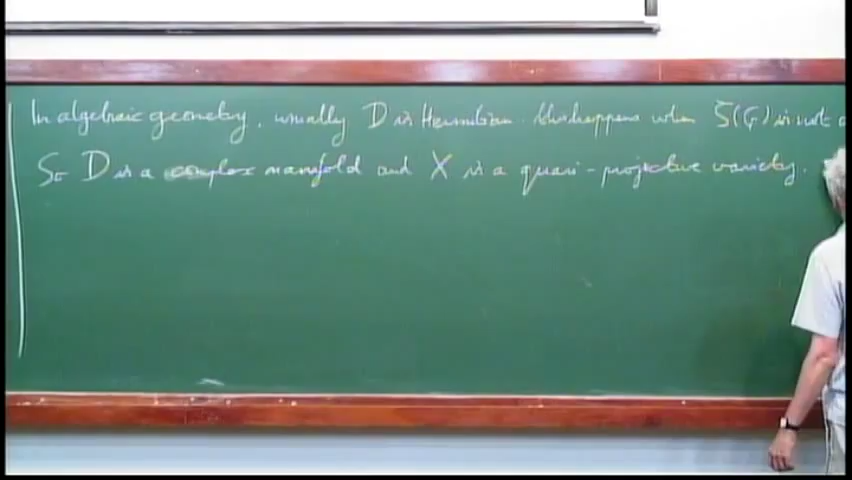 In algebraic geometry, usually D is Hermitian. this happens when ζ(G) is not
So D is a complex manifold and X is a quasi-projective variety.